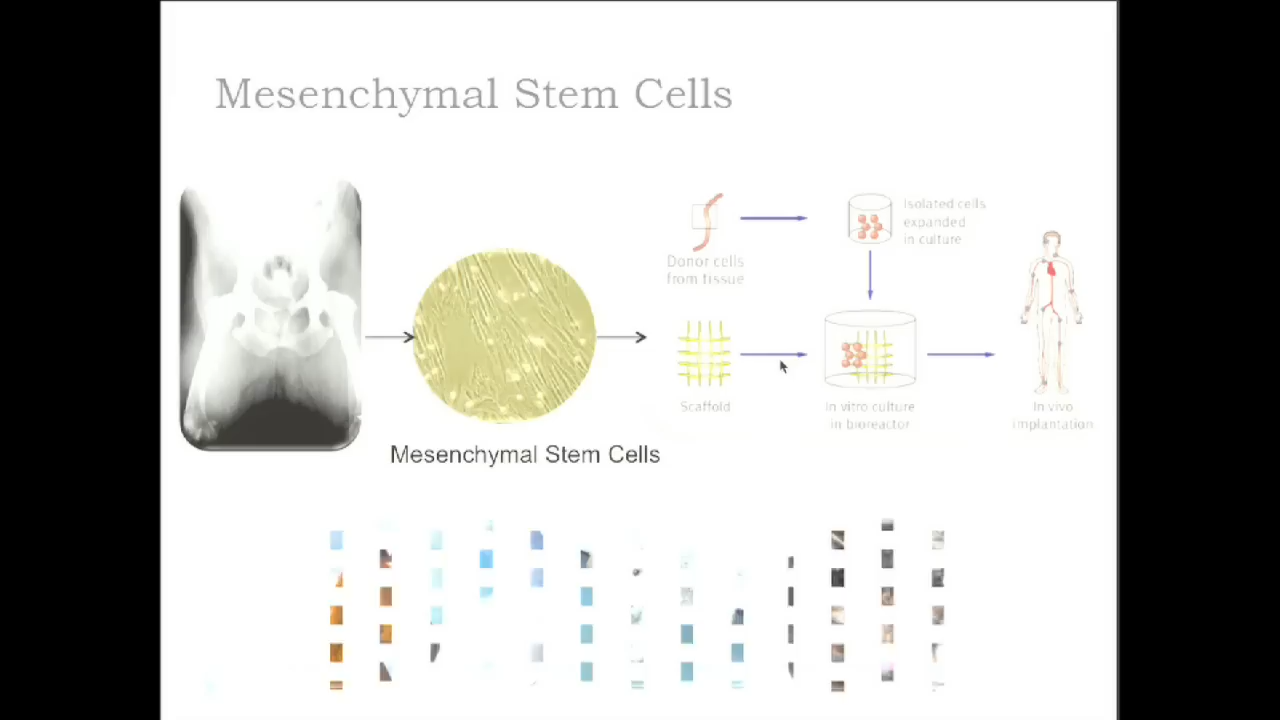 Mesenchymal Stem Cells
Donor cells
from tissue
Isolated cells
expanded
in culture
Scaffold
In vitro culture
in bioreactor
In vivo
implantation
Mesenchymal Stem Cells